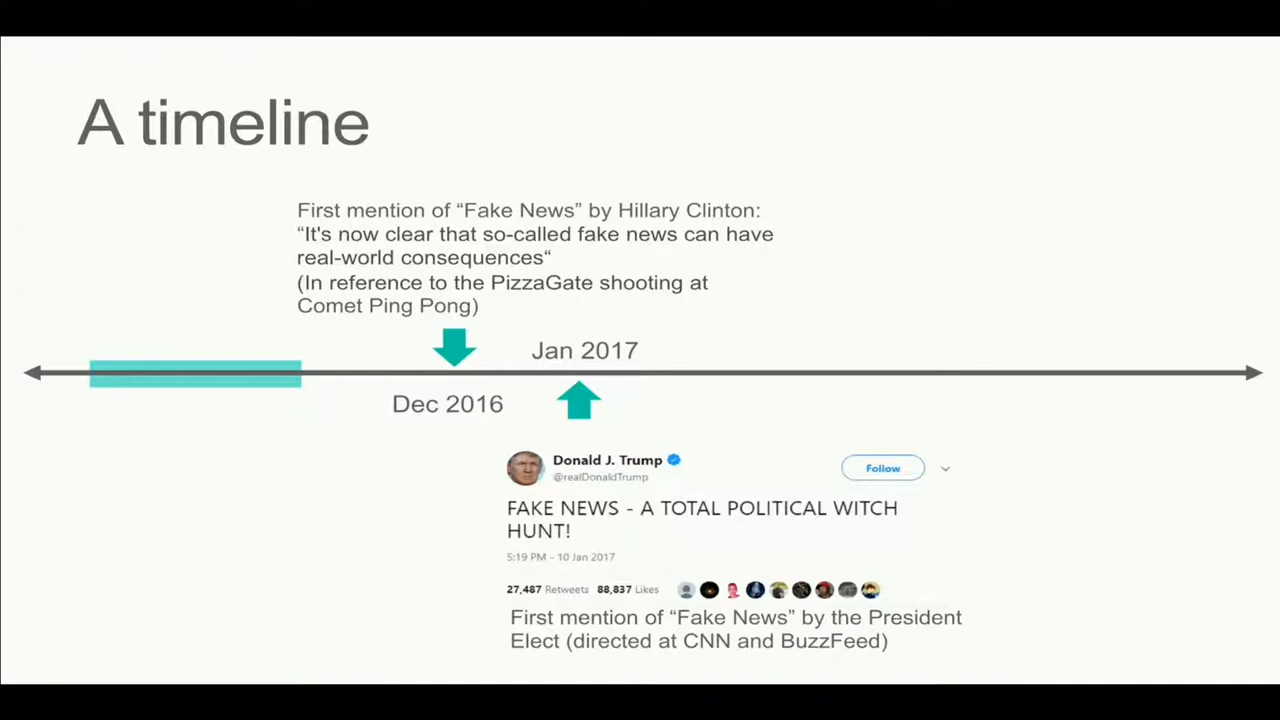 A timeline
First mention of “Fake News” by Hillary Clinton:
“It's now clear that so-called fake news can have
real-world consequences“
(In reference to the PizzaGate shooting at
Comet Ping Pong)
Jan 2017
Dec 2016
Donald J. Trump
@realDonaldTrump
Follow
FAKE NEWS - A TOTAL POLITICAL WITCH
HUNT!
5:19 PM - 10 Jan 2017
27,487 Retweets 88,837 Likes
First mention of “Fake News” by the President
Elect (directed at CNN and BuzzFeed)